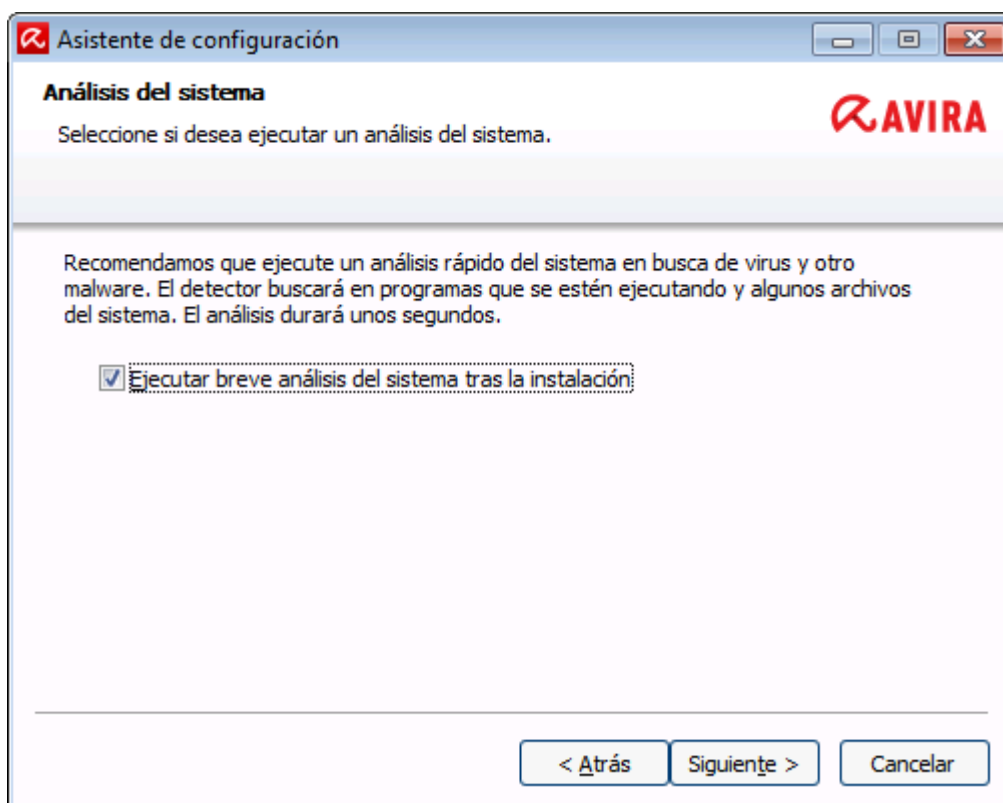 Asistente de configuración
Análisis del sistema
Seleccione si desea ejecutar un análisis del sistema.
AVIRA
Recomendamos que ejecute un análisis rápido del sistema en busca de virus y otro
malware. El detector buscará en programas que se estén ejecutando y algunos archivos
del sistema. El análisis durará unos segundos.
Ejecutar breve análisis del sistema tras la instalación
< Atrás
Siguiente >
Cancelar